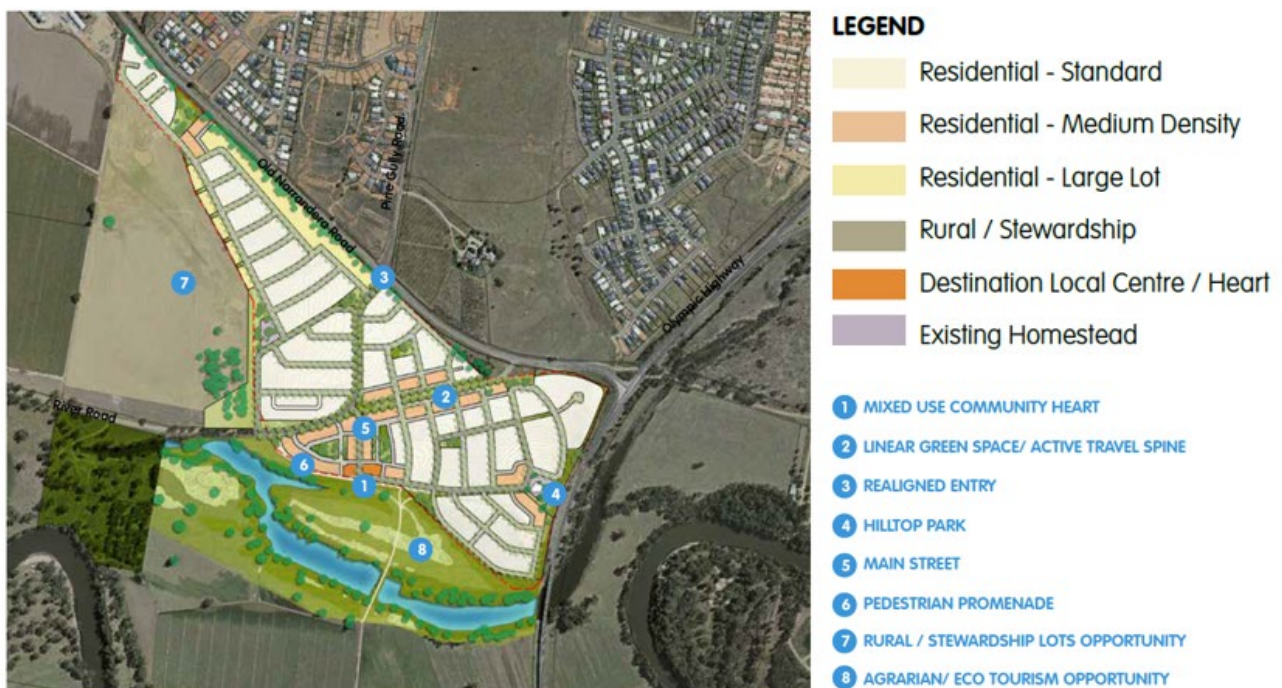 Old Narrandera Road
Pine Gully Road
Olympic Highway
River Road
3
7
2
5
6
1
4
8
LEGEND
Residential - Standard
Residential - Medium Density
Residential - Large Lot
Rural / Stewardship
Destination Local Centre / Heart
Existing Homestead
1 MIXED USE COMMUNITY HEART
2 LINEAR GREEN SPACE/ ACTIVE TRAVEL SPINE
3 REALIGNED ENTRY
4 HILLTOP PARK
5 MAIN STREET
6 PEDESTRIAN PROMENADE
7 RURAL / STEWARDSHIP LOTS OPPORTUNITY
8 AGRARIAN/ ECO TOURISM OPPORTUNITY